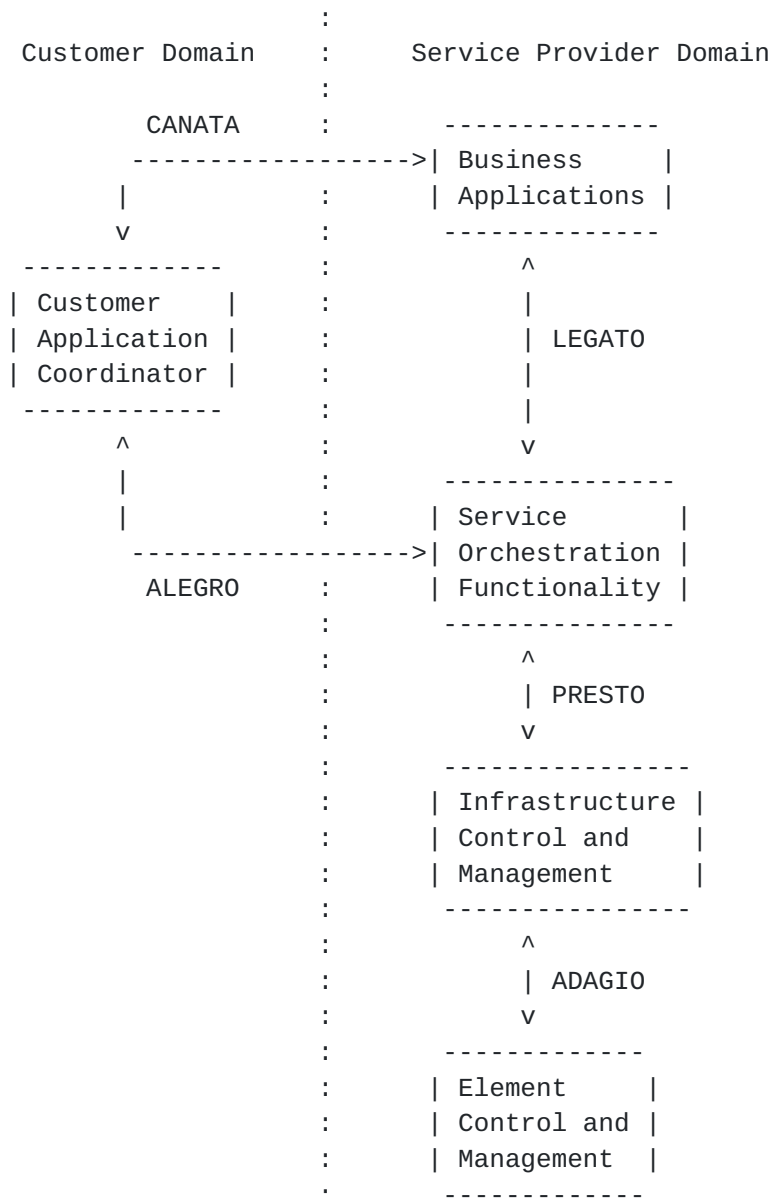 Customer Domain : Service Provider Domain
CANATA
Business
Applications
Customer
Application
Coordinator
LEGATO
Service
Orchestration
Functionality
ALEGRO
PRESTO
Infrastructure
Control and
Management
ADAGIO
Element
Control and
Management